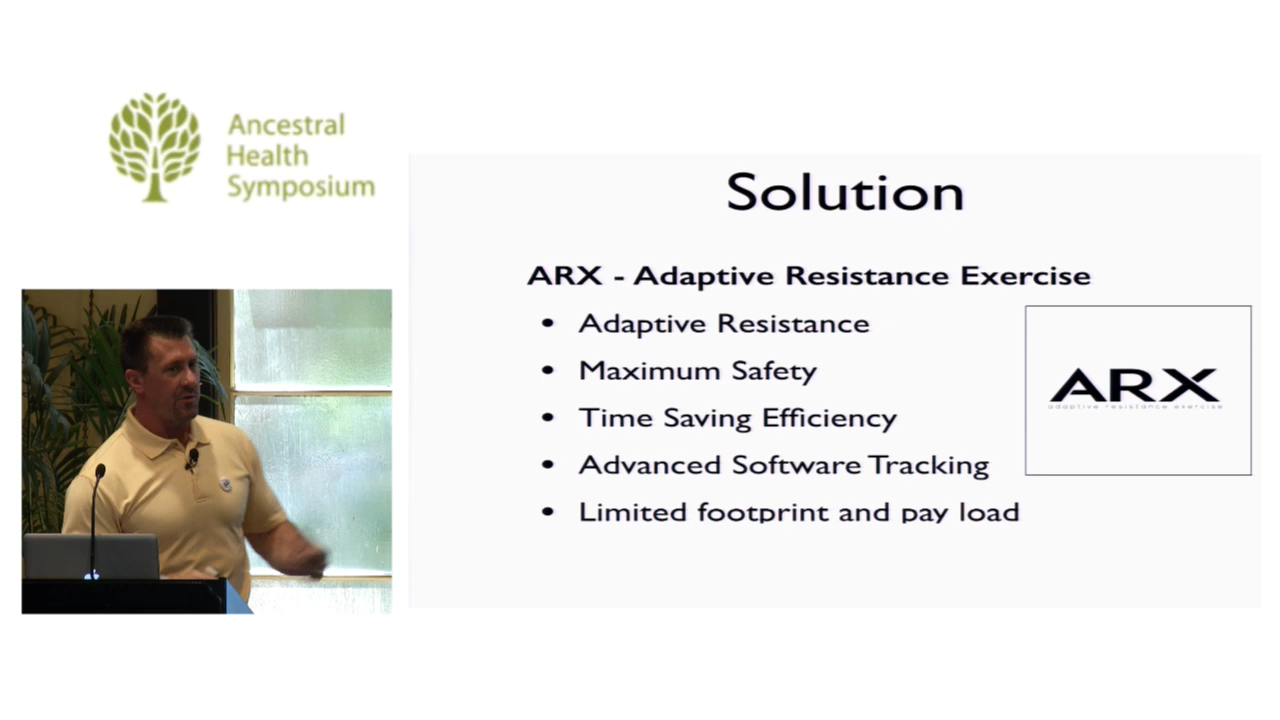 Ancestral
Health
Symposium
Solution
ARX - Adaptive Resistance Exercise
• Adaptive Resistance
• Maximum Safety
• Time Saving Efficiency
• Advanced Software Tracking
• Limited footprint and pay load
ARX
adaptive resistance exercise